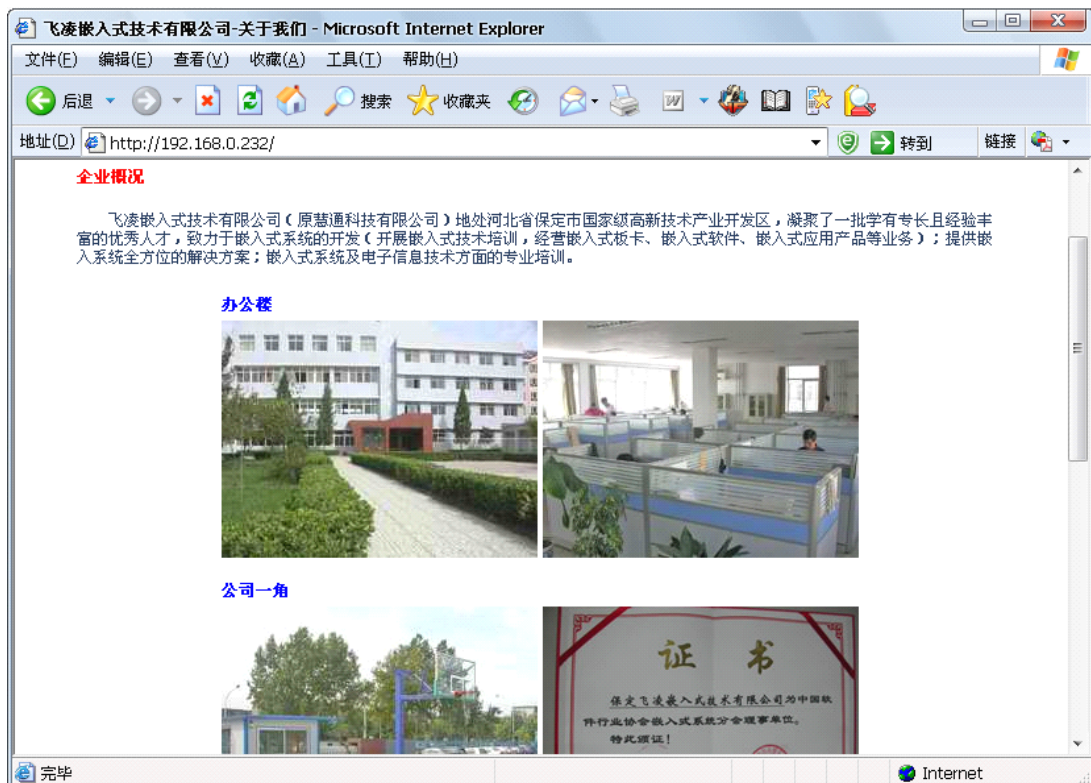 飞凌嵌入式技术有限公司-关于我们 - Microsoft Internet Explorer
文件(F) 编辑(E) 查看(V) 收藏(A) 工具(T) 帮助(H)
后退 搜索 收藏夹
地址(D) http://192.168.0.232/ 转到 链接
企业概况
飞凌嵌入式技术有限公司(原慧通科技有限公司)地处河北省保定市国家级高新技术产业开发区,凝聚了一批学有专长且经验丰
富的优秀人才,致力于嵌入式系统的开发(开展嵌入式技术培训,经营嵌入式板卡、嵌入式软件、嵌入式应用产品等业务);提供嵌
入系统全方位的解决方案;嵌入式系统及电子信息技术方面的专业培训。
办公楼
公司一角
证书
保定飞凌嵌入式技术有限公司为中国软
件行业协会嵌入式系统分会理事单位。
特此颁证!
完毕 Internet